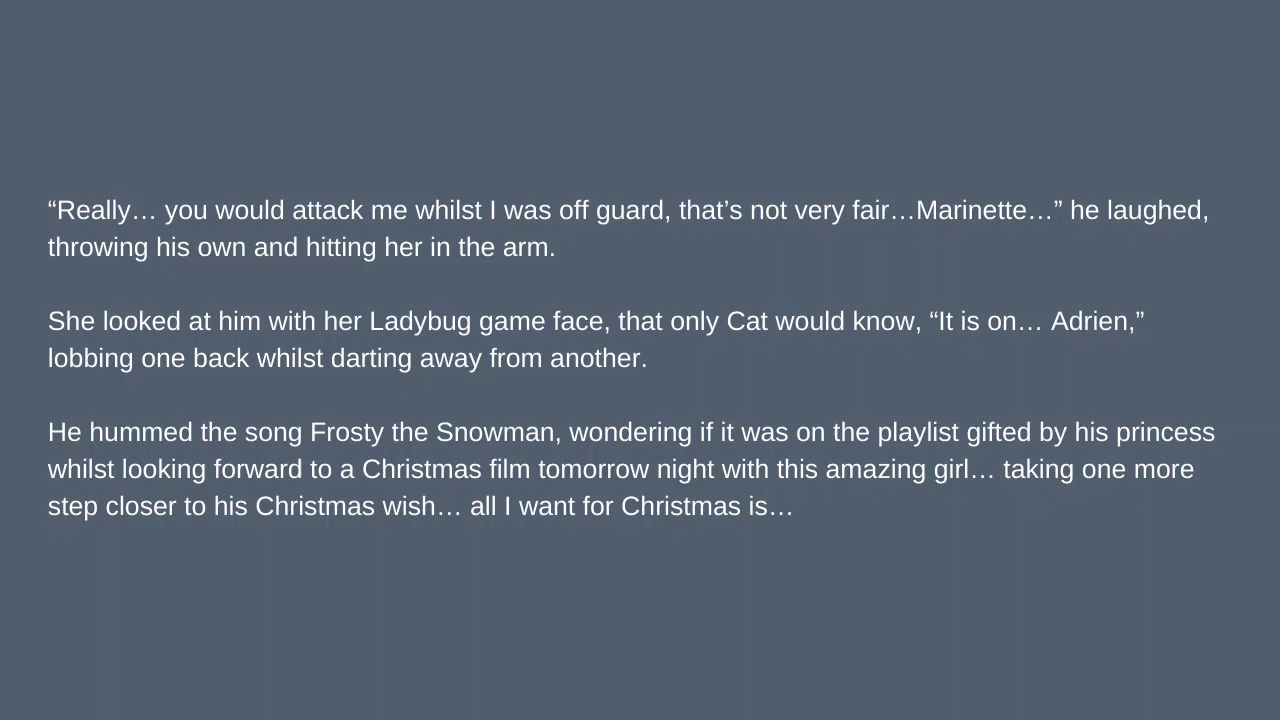 “Really… you would attack me whilst I was off guard, that’s not very fair…Marinette…” he laughed,
throwing his own and hitting her in the arm.
She looked at him with her Ladybug game face, that only Cat would know, “It is on… Adrien,”
lobbing one back whilst darting away from another.
He hummed the song Frosty the Snowman, wondering if it was on the playlist gifted by his princess
whilst looking forward to a Christmas film tomorrow night with this amazing girl… taking one more
step closer to his Christmas wish… all I want for Christmas is…